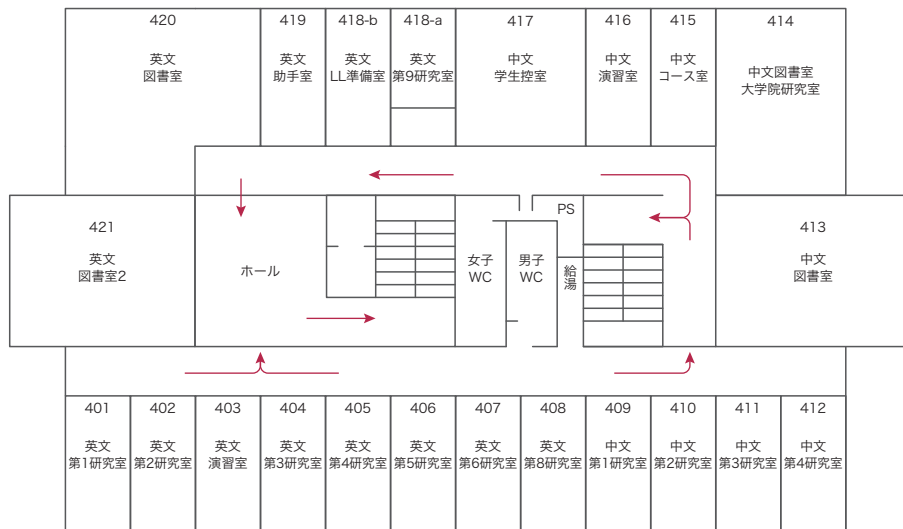 420
英文
図書室
419
英文
助手室
418-b
英文
LL準備室
418-a
英文
第9研究室
417
中文
学生控室
416
中文
演習室
415
中文
コース室
414
中文図書室
大学院研究室
421
英文
図書室2
ホール
女子
WC
男子
WC
PS
給湯
413
中文
図書室
401
英文
第1研究室
402
英文
第2研究室
403
英文
演習室
404
英文
第3研究室
405
英文
第4研究室
406
英文
第5研究室
407
英文
第6研究室
408
英文
第8研究室
409
中文
第1研究室
410
中文
第2研究室
411
中文
第3研究室
412
中文
第4研究室